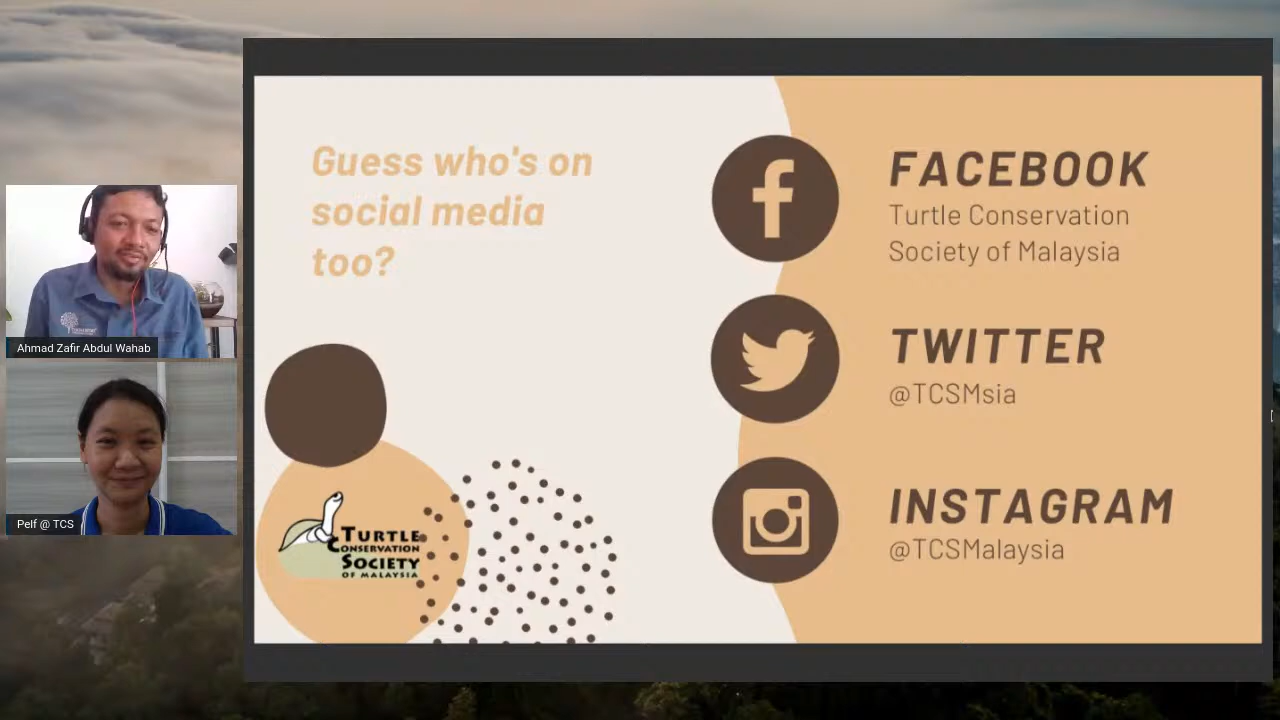 Guess who's on
social media
too?
FACEBOOK
Turtle Conservation
Society of Malaysia
TWITTER
@TCSMsia
INSTAGRAM
@TCSMalaysia
TURTLE
CONSERVATION
SOCIETY
OF MALAYSIA
Ahmad Zafir Abdul Wahab
Pelf @ TCS